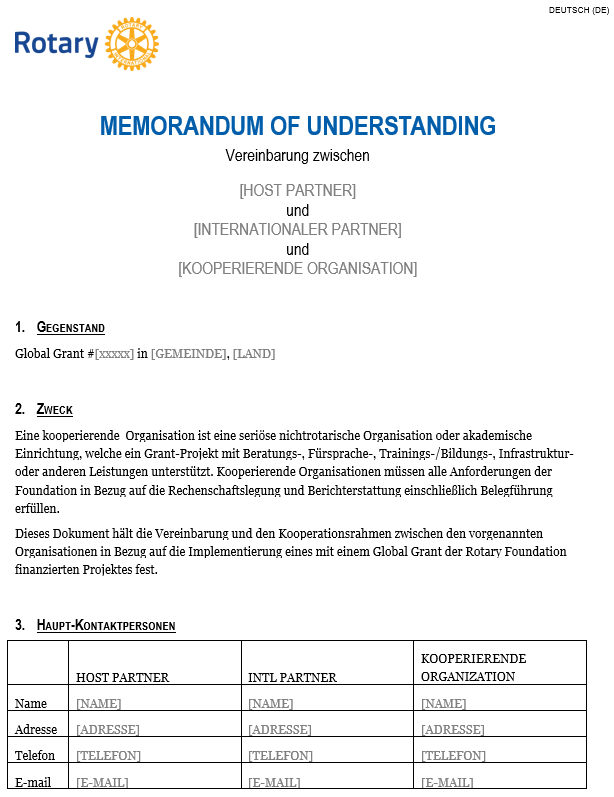 DEUTSCH (DE)
Rotary
MEMORANDUM OF UNDERSTANDING
Vereinbarung zwischen
[HOST PARTNER]
und
[INTERNATIONALER PARTNER]
und
[KOOPERIERENDE ORGANISATION]
1. GEGENSTAND
Global Grant #[xxxxx] in [GEMEINDE], [LAND]
2. ZWECK
Eine kooperierende Organisation ist eine seriöse nichtrotarische Organisation oder akademische
Einrichtung, welche ein Grant-Projekt mit Beratungs-, Fürsprache-, Trainings-/Bildungs-, Infrastruktur-
oder anderen Leistungen unterstützt. Kooperierende Organisationen müssen alle Anforderungen der
Foundation in Bezug auf die Rechenschaftslegung und Berichterstattung einschließlich Belegführung
erfüllen.
Dieses Dokument hält die Vereinbarung und den Kooperationsrahmen zwischen den vorgenannten
Organisationen in Bezug auf die Implementierung eines mit einem Global Grant der Rotary Foundation
finanzierten Projektes fest.
3. HAUPT-KONTAKTPERSONEN
HOST PARTNER INTL PARTNER KOOPERIERENDE
ORGANIZATION
Name [NAME] [NAME] [NAME]
Adresse [ADRESSE] [ADRESSE] [ADRESSE]
Telefon [TELEFON] [TELEFON] [TELEFON]
E-mail [E-MAIL] [E-MAIL] [E-MAIL]